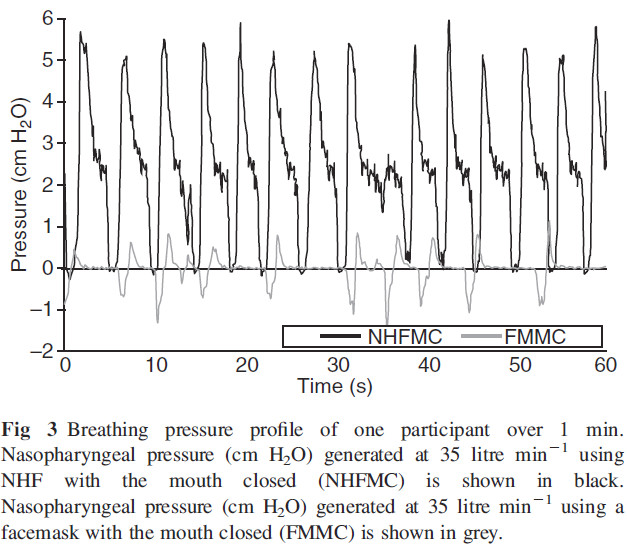 6
5
4
3
2
1
0
−1
−2
Pressure (cm H₂O)
NHFMC FMMC
0 10 20 30 40 50 60
Time (s)
Fig 3 Breathing pressure profile of one participant over 1 min.
Nasopharyngeal pressure (cm H₂O) generated at 35 litre min⁻¹ using
NHF with the mouth closed (NHFMC) is shown in black.
Nasopharyngeal pressure (cm H₂O) generated at 35 litre min⁻¹ using a
facemask with the mouth closed (FMMC) is shown in grey.